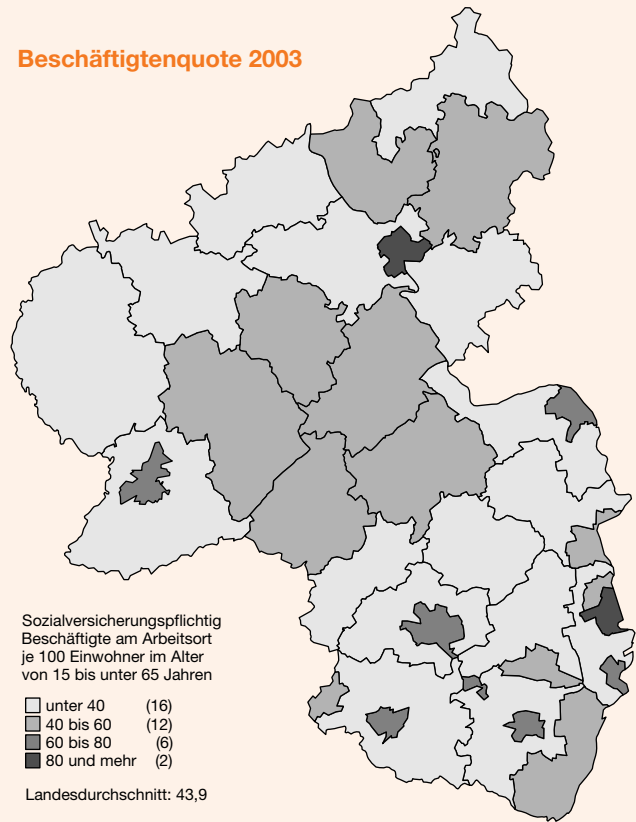 Beschäftigtenquote 2003
Sozialversicherungspflichtig
Beschäftigte am Arbeitsort
je 100 Einwohner im Alter
von 15 bis unter 65 Jahren
unter 40 (16)
40 bis 60 (12)
60 bis 80 (6)
80 und mehr (2)
Landesdurchschnitt: 43,9